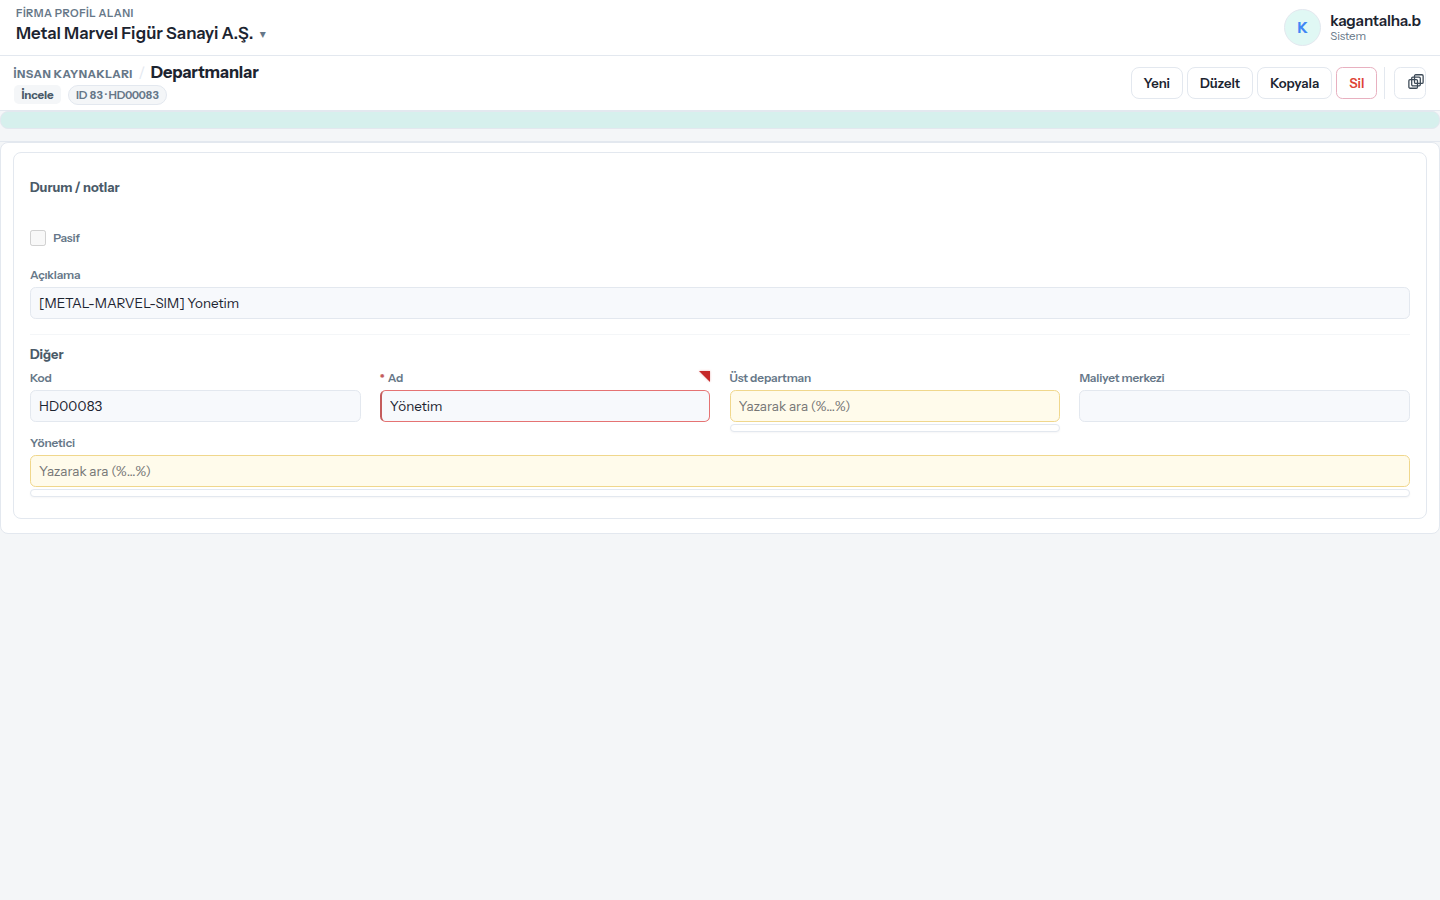 FİRMA PROFİL ALANI
Metal Marvel Figür Sanayi A.Ş. ▾
K
kagantalha.b
Sistem
İNSAN KAYNAKLARI / Departmanlar
İncele ID 83·HD00083
Yeni Düzelt Kopyala Sil
Durum / notlar
Pasif
Açıklama
[METAL-MARVEL-SIM] Yonetim
Diğer
Kod * Ad Üst departman Maliyet merkezi
HD00083 Yönetim Yazarak ara (%...%)
Yönetici
Yazarak ara (%...%)